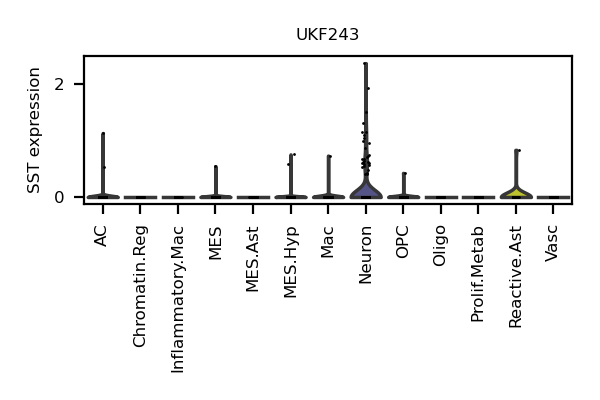 UKF243
SST expression
2
0
AC
Chromatin.Reg
Inflammatory.Mac
MES
MES.Ast
MES.Hyp
Mac
Neuron
OPC
Oligo
Prolif.Metab
Reactive.Ast
Vasc